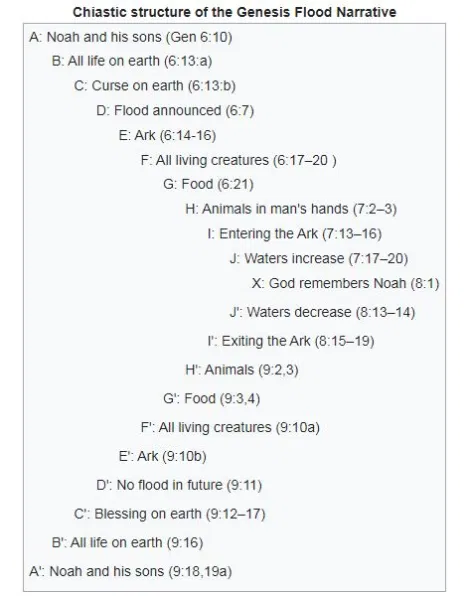 Chiastic structure of the Genesis Flood Narrative
A: Noah and his sons (Gen 6:10)
B: All life on earth (6:13:a)
C: Curse on earth (6:13:b)
D: Flood announced (6:7)
E: Ark (6:14-16)
F: All living creatures (6:17–20 )
G: Food (6:21)
H: Animals in man's hands (7:2–3)
I: Entering the Ark (7:13–16)
J: Waters increase (7:17–20)
X: God remembers Noah (8:1)
J': Waters decrease (8:13–14)
I': Exiting the Ark (8:15–19)
H': Animals (9:2,3)
G': Food (9:3,4)
F': All living creatures (9:10a)
E': Ark (9:10b)
D': No flood in future (9:11)
C': Blessing on earth (9:12–17)
B': All life on earth (9:16)
A': Noah and his sons (9:18,19a)